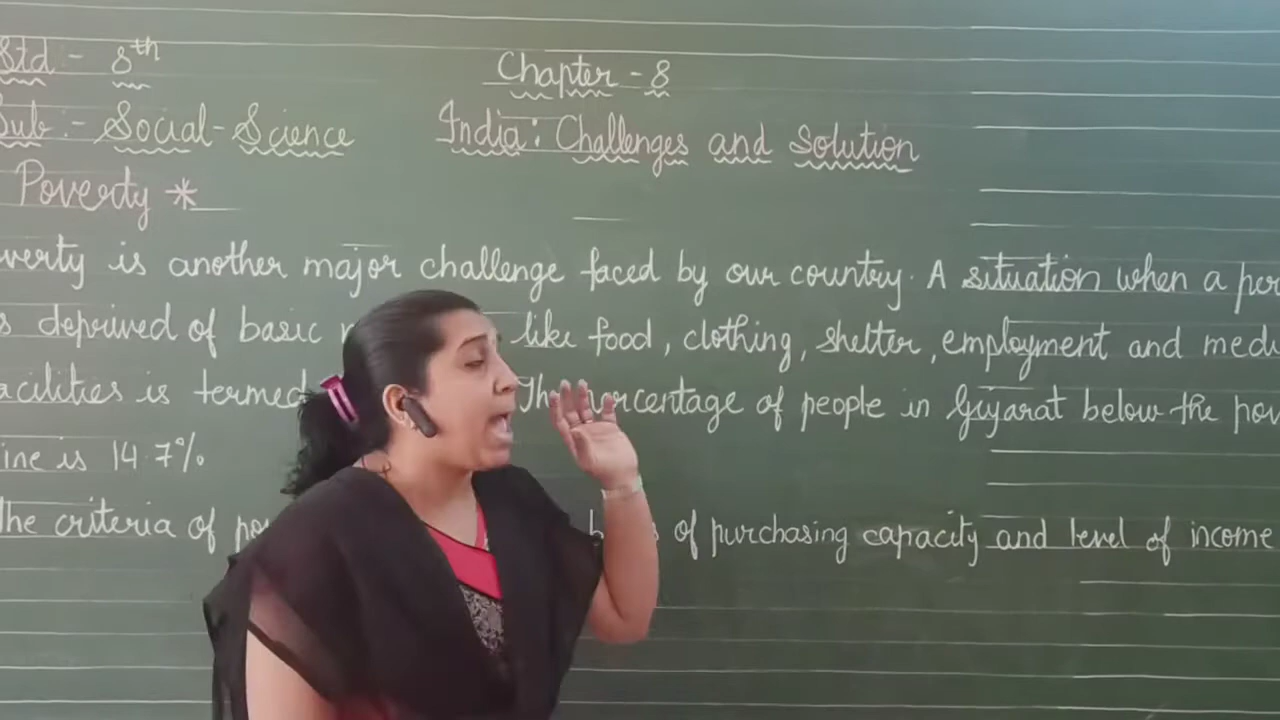 Std - 8th
Chapter - 8
Sub :- Social-Science
India: Challenges and Solution
Poverty *
verty is another major challenge faced by our country. A situation when a per
s deprived of basic like food, clothing, shelter, employment and medi
acilities is termed The percentage of people in Gujarat below the pov
ine is 14.7%
he criteria of of purchasing capacity and level of income